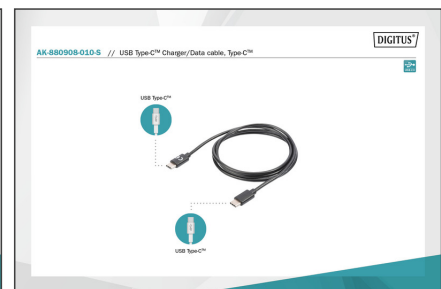 DIGITUS®
AK-880908-010-S // USB Type-C™ Charger/Data cable, Type-C™
USB Type-C™
USB Type-C™